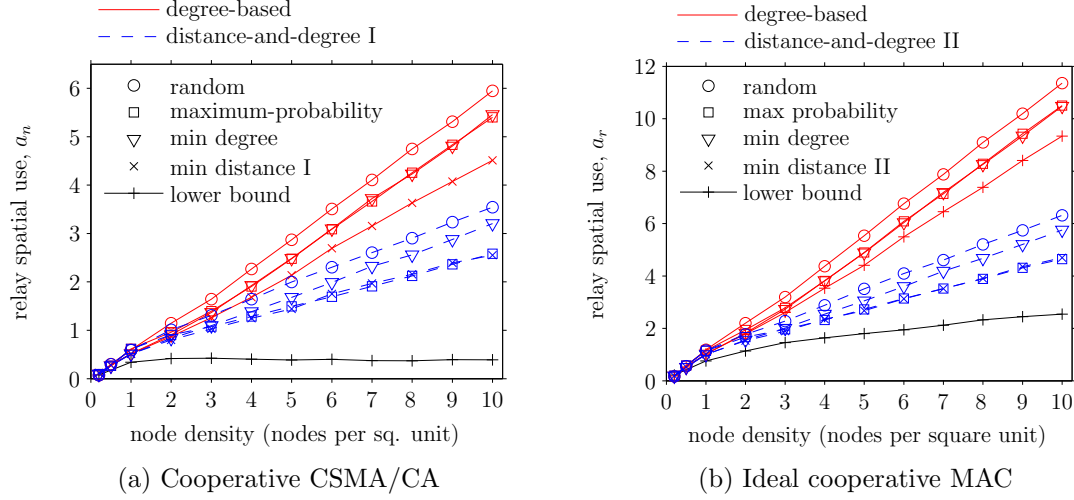 degree-based
distance-and-degree I
random
maximum-probability
min degree
min distance I
lower bound
6
5
4
3
2
1
0
0 1 2 3 4 5 6 7 8 9 10
relay spatial use, a_n
node density (nodes per sq. unit)
(a) Cooperative CSMA/CA
degree-based
distance-and-degree II
random
max probability
min degree
min distance II
lower bound
12
10
8
6
4
2
0
0 1 2 3 4 5 6 7 8 9 10
relay spatial use, a_r
node density (nodes per square unit)
(b) Ideal cooperative MAC